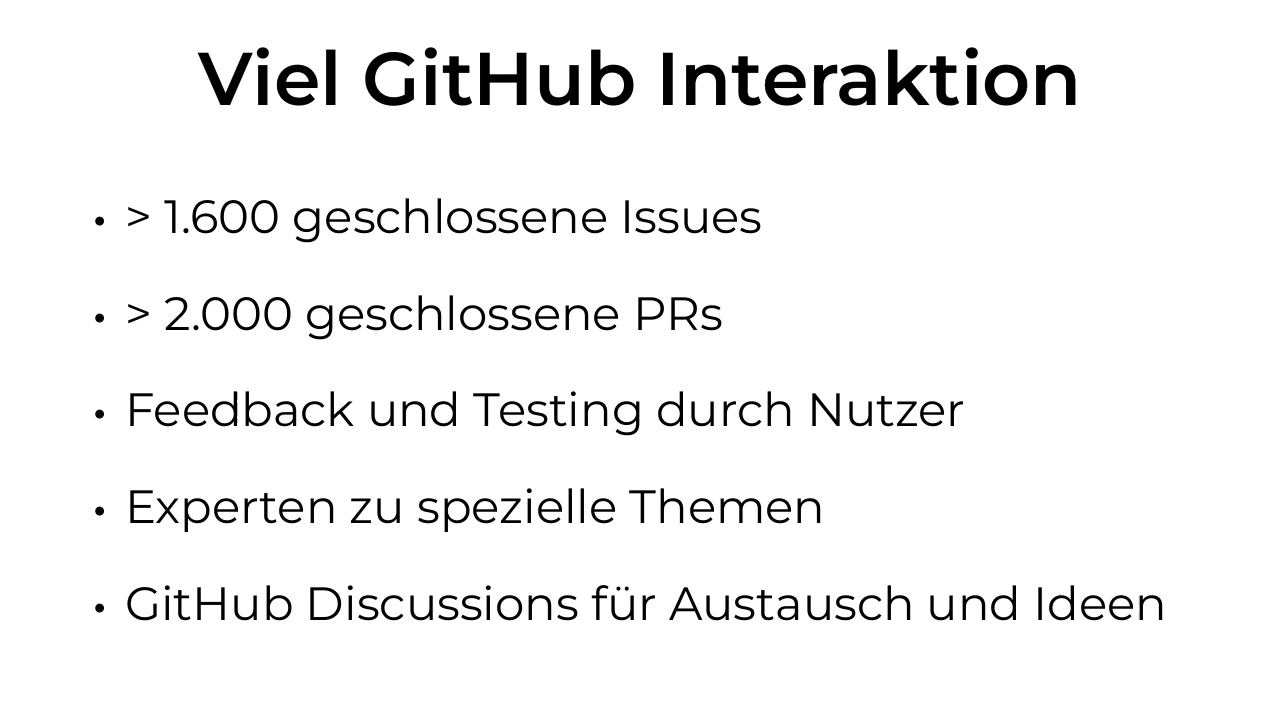 Viel GitHub Interaktion
• > 1.600 geschlossene Issues
• > 2.000 geschlossene PRs
• Feedback und Testing durch Nutzer
• Experten zu spezielle Themen
• GitHub Discussions für Austausch und Ideen